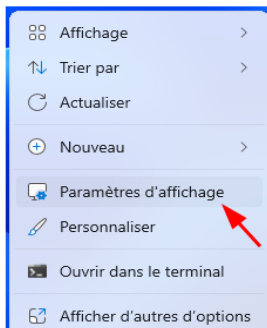 Affichage
Trier par
Actualiser
Nouveau
Paramètres d'affichage
Personnaliser
Ouvrir dans le terminal
Afficher d'autres d'options